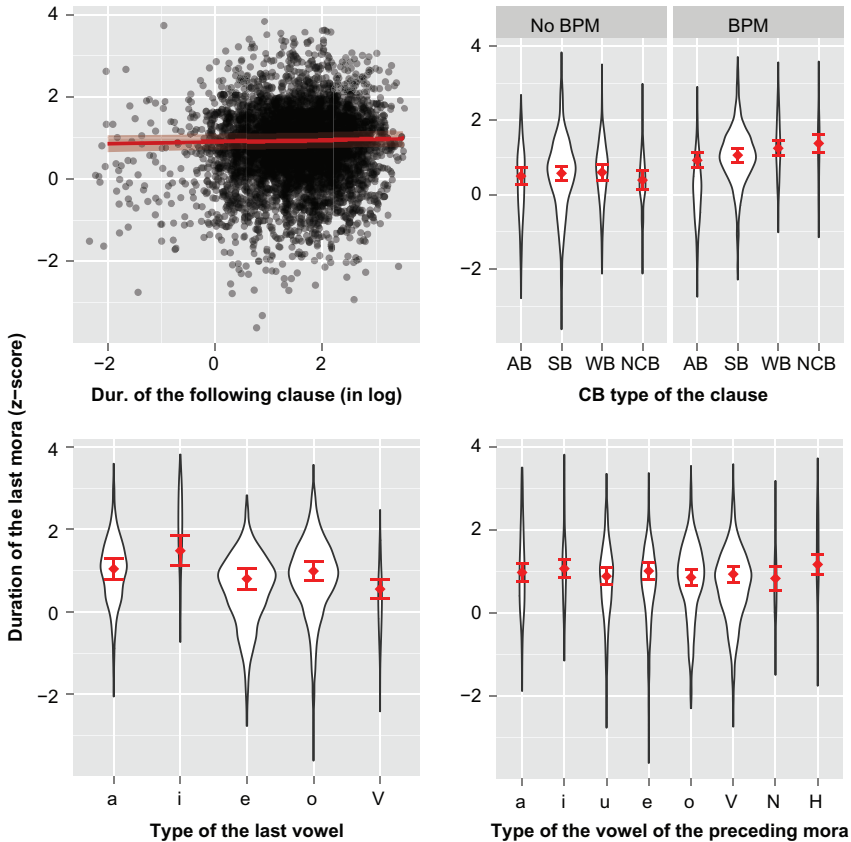 Duration of the last mora (z−score)
4
2
0
−2
−2 0 2
Dur. of the following clause (in log)
No BPM BPM
4
2
0
−2
AB SB WB NCB AB SB WB NCB
CB type of the clause
4
2
0
−2
a i e o V
Type of the last vowel
4
2
0
−2
a i u e o V N H
Type of the vowel of the preceding mora